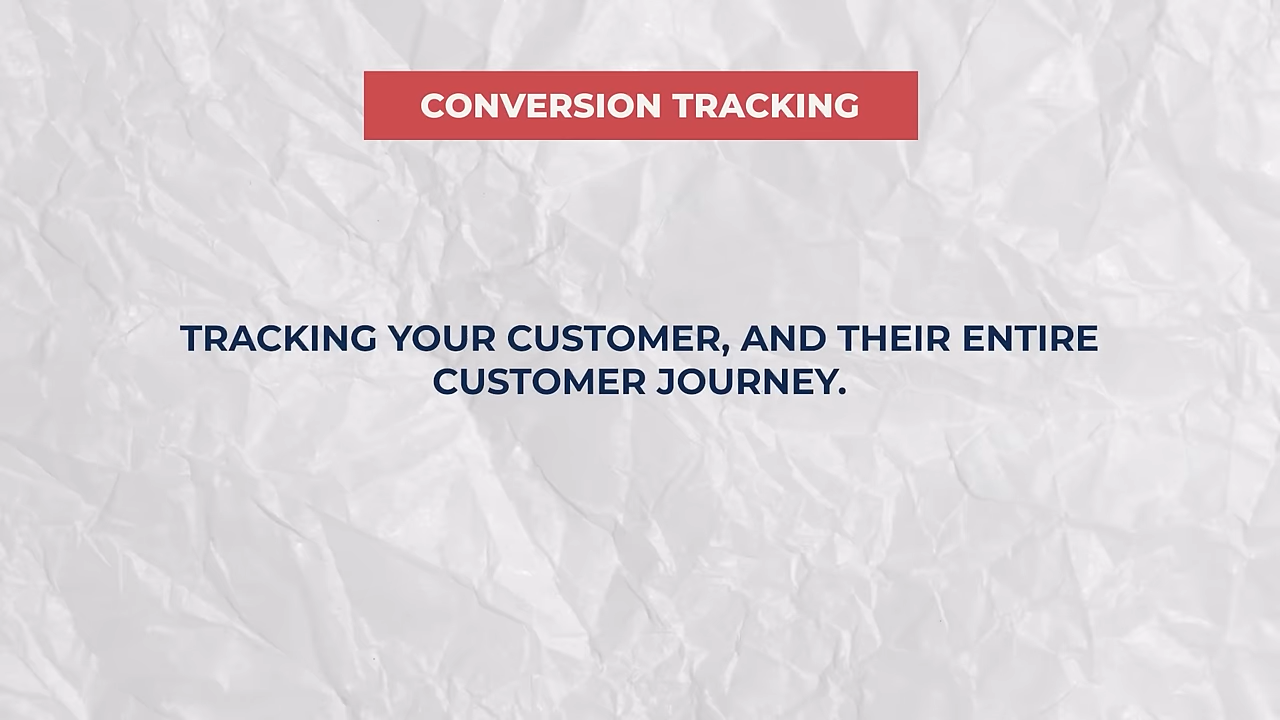 CONVERSION TRACKING
TRACKING YOUR CUSTOMER, AND THEIR ENTIRE
CUSTOMER JOURNEY.